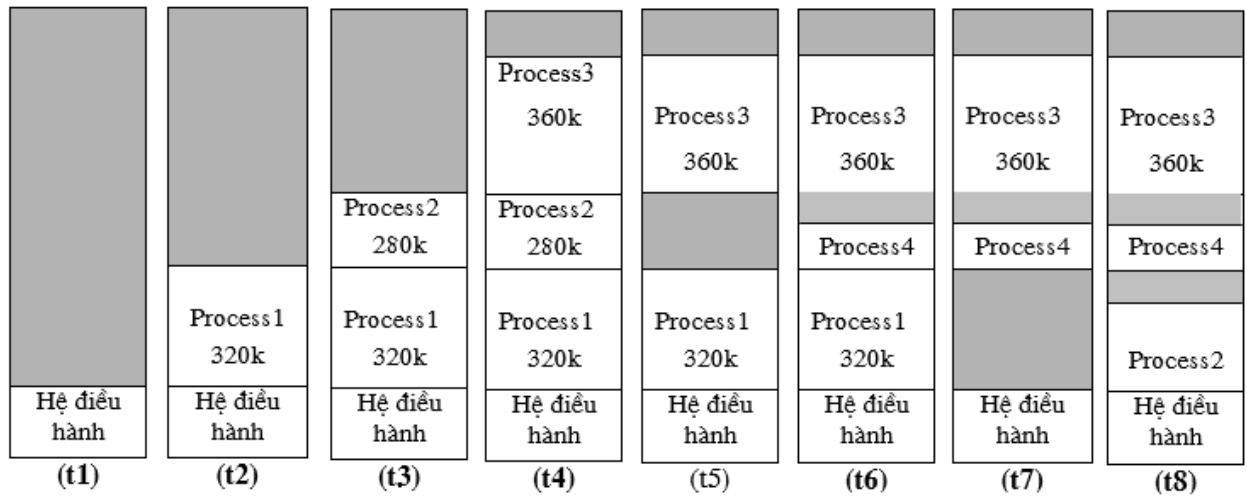 Hệ điều
hành
(t1)
Process1
320k
Hệ điều
hành
(t2)
Process2
280k
Process1
320k
Hệ điều
hành
(t3)
Process3
360k
Process2
280k
Process1
320k
Hệ điều
hành
(t4)
Process3
360k
Process1
320k
Hệ điều
hành
(t5)
Process3
360k
Process4
Process1
320k
Hệ điều
hành
(t6)
Process3
360k
Process4
Hệ điều
hành
(t7)
Process3
360k
Process4
Process2
Hệ điều
hành
(t8)